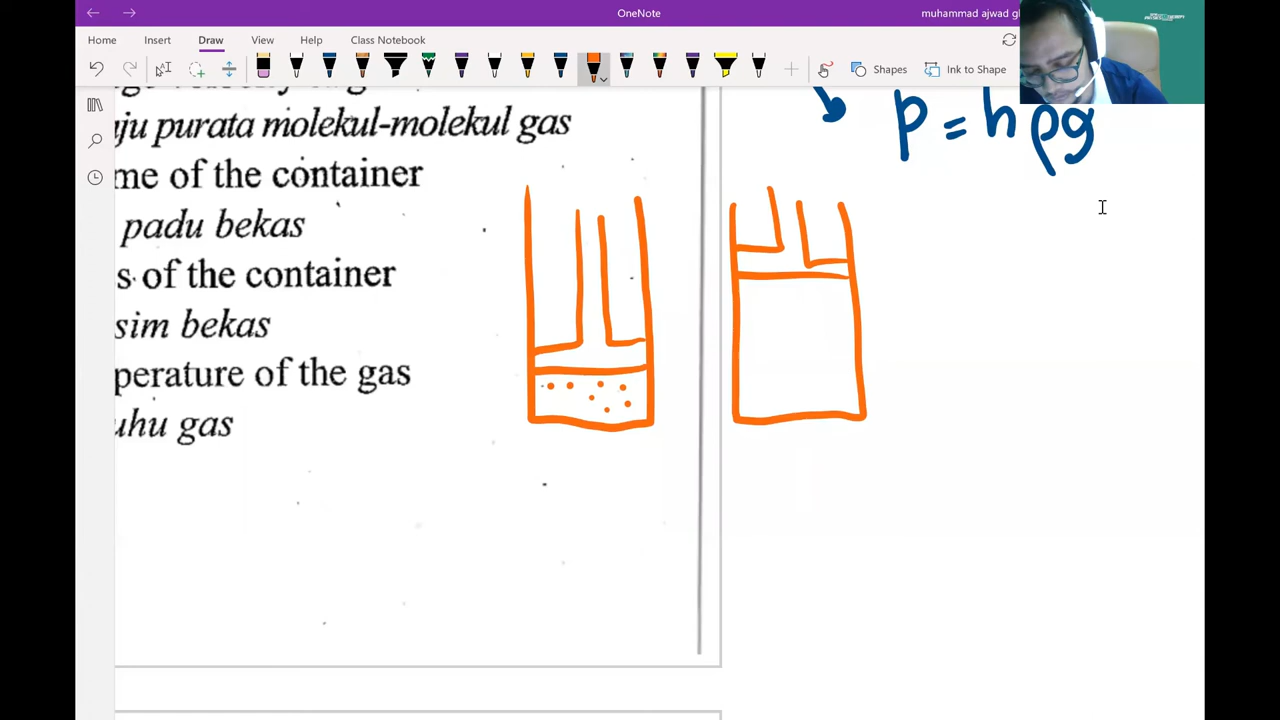 OneNote
muhammad ajwad
Home Insert Draw View Help Class Notebook
Shapes
Ink to Shape
purata molekul-molekul gas
me of the container
padu bekas
s of the container
sim bekas
perature of the gas
uhu gas
p = hρg